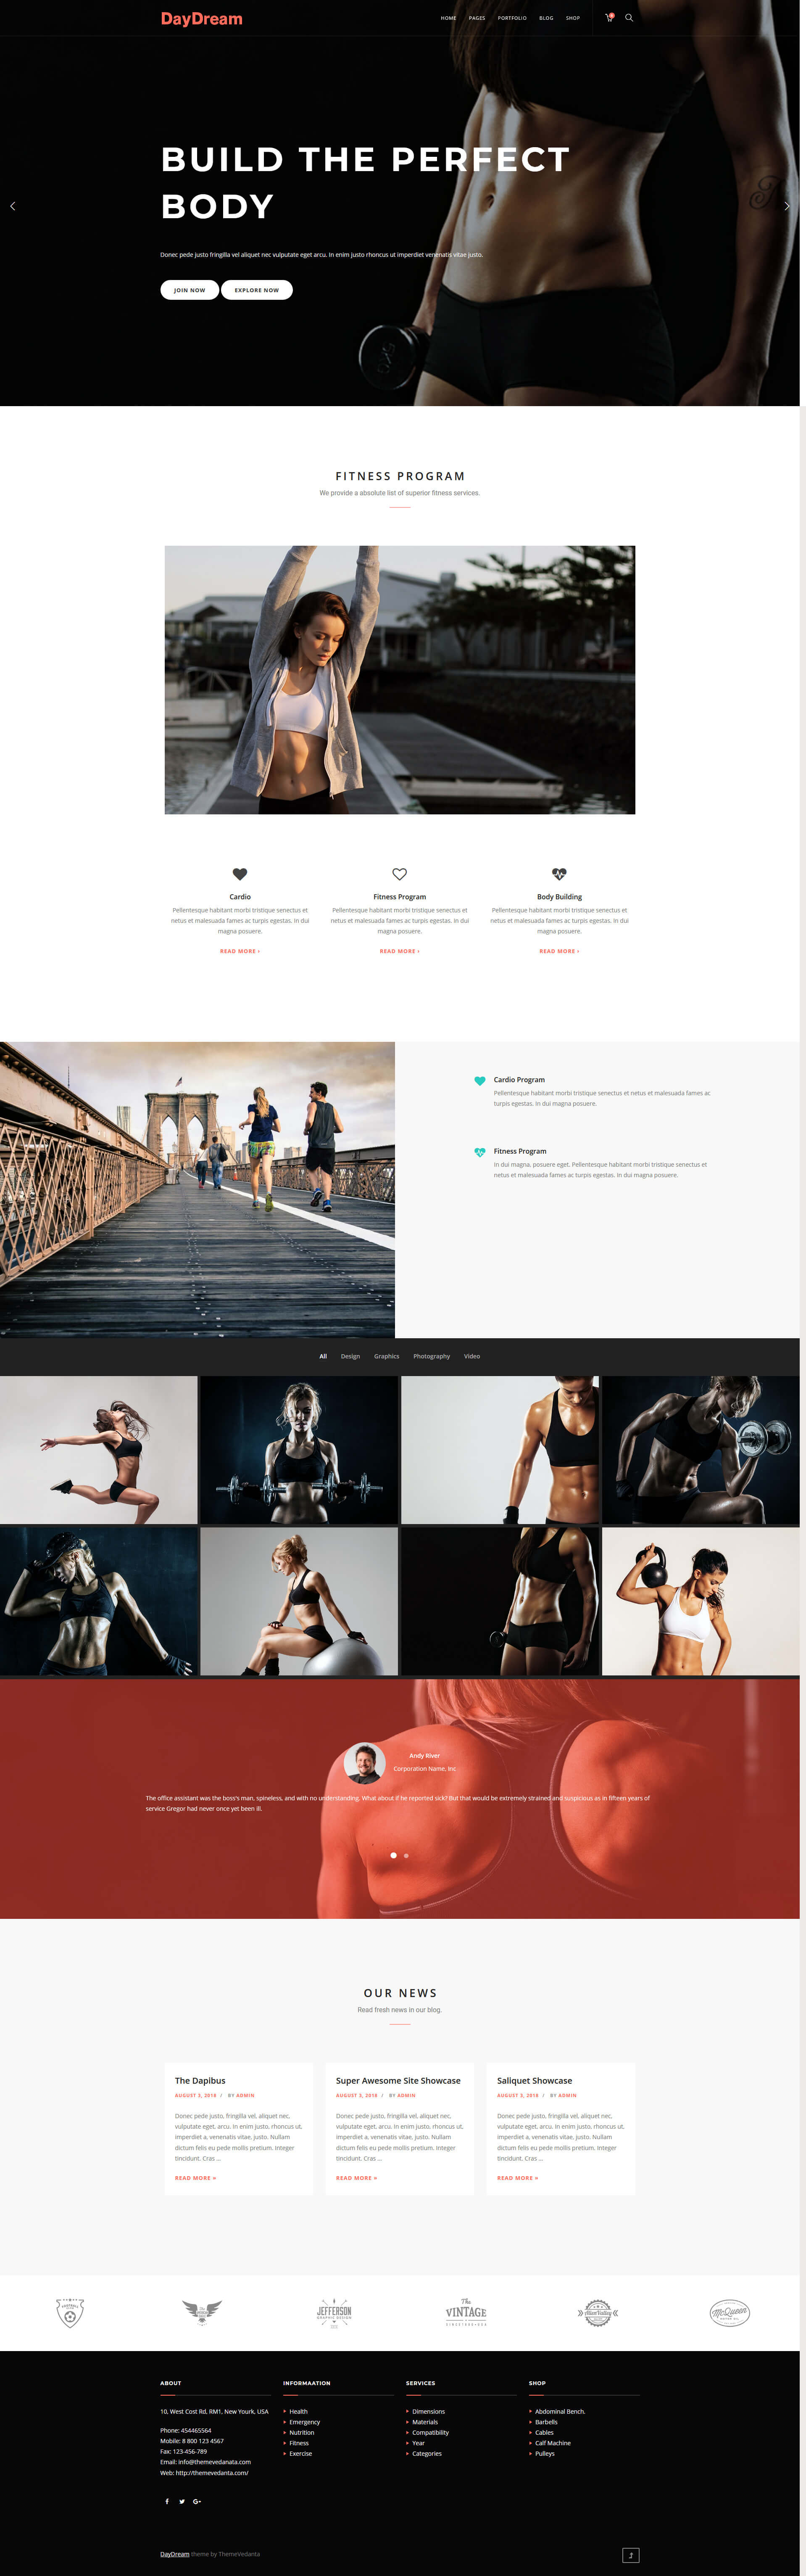 DayDream
HOME PAGES PORTFOLIO BLOG SHOP
BUILD THE PERFECT
BODY
Donec pede justo fringilla vel aliquet nec vulputate eget arcu. In enim justo rhoncus ut imperdiet venenatis vitae justo.
JOIN NOW EXPLORE NOW
FITNESS PROGRAM
We provide a absolute list of superior fitness services.
Cardio
Pellentesque habitant morbi tristique senectus et
netus et malesuada fames ac turpis egestas. In dui
magna posuere.
READ MORE ›
Fitness Program
Pellentesque habitant morbi tristique senectus et
netus et malesuada fames ac turpis egestas. In dui
magna posuere.
READ MORE ›
Body Building
Pellentesque habitant morbi tristique senectus et
netus et malesuada fames ac turpis egestas. In dui
magna posuere.
READ MORE ›
Cardio Program
Pellentesque habitant morbi tristique senectus et netus et malesuada fames ac
turpis egestas. In dui magna posuere.
Fitness Program
In dui magna, posuere eget. Pellentesque habitant morbi tristique senectus et
netus et malesuada fames ac turpis egestas. In dui magna posuere.
All Design Graphics Photography Video
Andy River
Corporation Name, Inc
The office assistant was the boss's man, spineless, and with no understanding. What about if he reported sick? But that would be extremely strained and suspicious as in fifteen years of
service Gregor had never once yet been ill.
OUR NEWS
Read fresh news in our blog.
The Dapibus
AUGUST 3, 2018 / BY ADMIN
Donec pede justo, fringilla vel, aliquet nec,
vulputate eget, arcu. In enim justo, rhoncus ut,
imperdiet a, venenatis vitae, justo. Nullam
dictum felis eu pede mollis pretium. Integer
tincidunt. Cras ...
READ MORE »
Super Awesome Site Showcase
AUGUST 3, 2018 / BY ADMIN
Donec pede justo, fringilla vel, aliquet nec,
vulputate eget, arcu. In enim justo, rhoncus ut,
imperdiet a, venenatis vitae, justo. Nullam
dictum felis eu pede mollis pretium. Integer
tincidunt. Cras ...
READ MORE »
Saliquet Showcase
AUGUST 3, 2018 / BY ADMIN
Donec pede justo, fringilla vel, aliquet nec,
vulputate eget, arcu. In enim justo, rhoncus ut,
imperdiet a, venenatis vitae, justo. Nullam
dictum felis eu pede mollis pretium. Integer
tincidunt. Cras ...
READ MORE »
JEFFERSON
The
VINTAGE
McQueen
ABOUT
10, West Cost Rd, RM1, New Yourk, USA
Phone: 454465564
Mobile: 8 800 123 4567
Fax: 123-456-789
Email: info@themevedanata.com
Web: http://themevedanta.com/
INFORMAATION
Health
Emergency
Nutrition
Fitness
Exercise
SERVICES
Dimensions
Materials
Compatibility
Year
Categories
SHOP
Abdominal Bench.
Barbells
Cables
Calf Machine
Pulleys
DayDream theme by ThemeVedanta